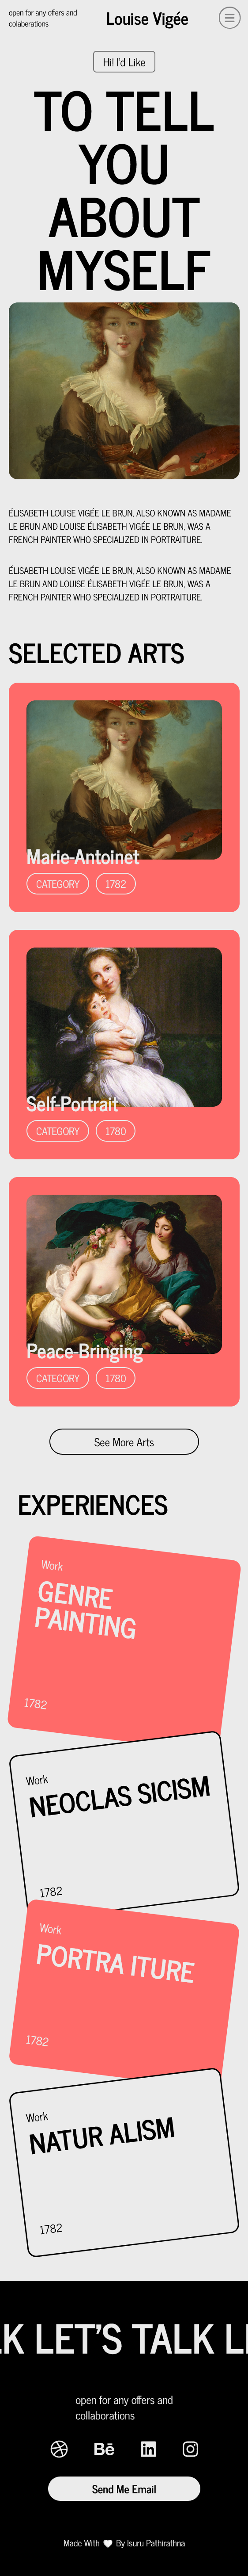 open for any offers and
colaberations
Louise Vigée
Hi! I'd Like
TO TELL
YOU
ABOUT
MYSELF
ÉLISABETH LOUISE VIGÉE LE BRUN, ALSO KNOWN AS MADAME
LE BRUN AND LOUISE ÉLISABETH VIGÉE LE BRUN, WAS A
FRENCH PAINTER WHO SPECIALIZED IN PORTRAITURE.
ÉLISABETH LOUISE VIGÉE LE BRUN, ALSO KNOWN AS MADAME
LE BRUN AND LOUISE ÉLISABETH VIGÉE LE BRUN, WAS A
FRENCH PAINTER WHO SPECIALIZED IN PORTRAITURE.
SELECTED ARTS
Marie-Antoinet
CATEGORY 1782
Self-Portrait
CATEGORY 1780
Peace-Bringing
CATEGORY 1780
See More Arts
EXPERIENCES
Work
GENRE
PAINTING
1782
Work
NEOCLAS SICISM
1782
Work
PORTRA ITURE
1782
Work
NATUR ALISM
1782
LK LET'S TALK LE
open for any offers and
collaborations
Bē in
Send Me Email
Made With By Isuru Pathirathna